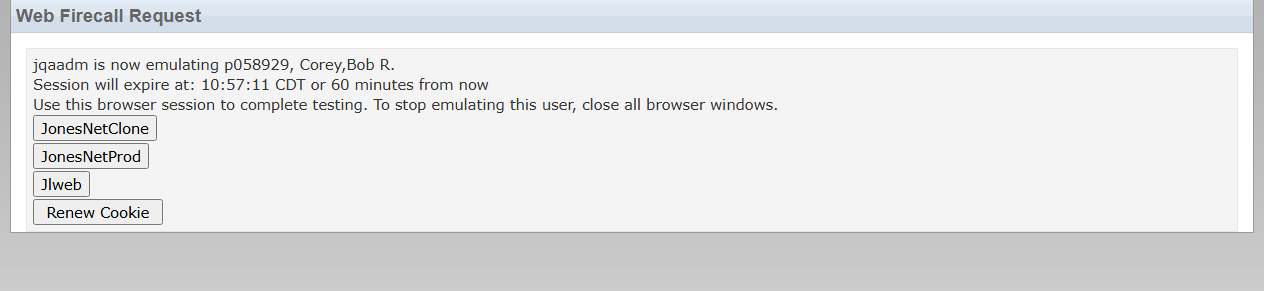 Web Firecall Request
jqaadm is now emulating p058929, Corey,Bob R.
Session will expire at: 10:57:11 CDT or 60 minutes from now
Use this browser session to complete testing. To stop emulating this user, close all browser windows.
JonesNetClone
JonesNetProd
Jlweb
Renew Cookie